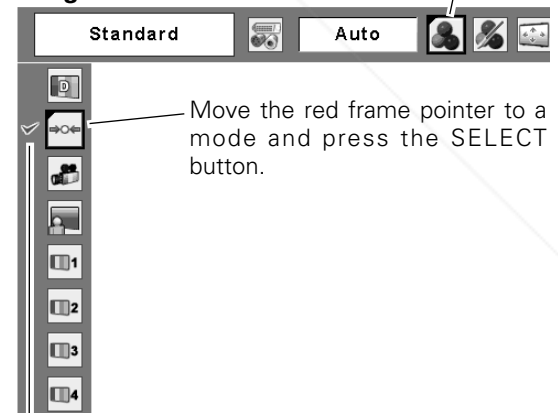 Standard
Auto
D
Move the red frame pointer to a
mode and press the SELECT
button.
1
2
3
4